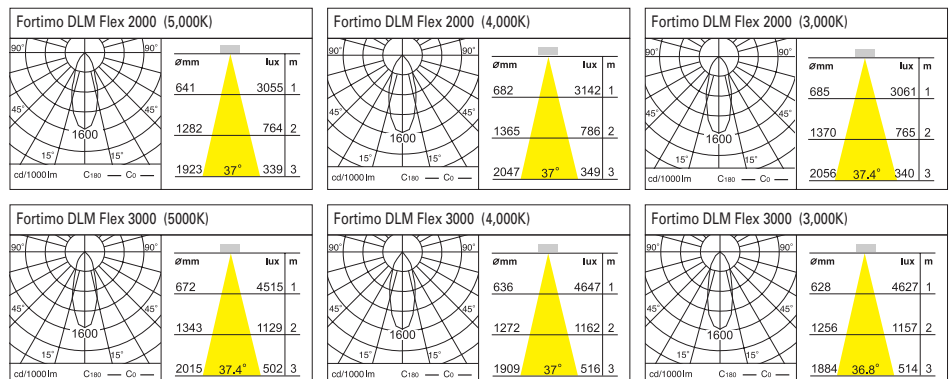 Fortimo DLM Flex 2000 (5,000K)
90° 90°
45° 45°
1600
15° 15°
cd/1000lm C180 — C0 —
ømm lux m
641 3055 1
1282 764 2
1923 37° 339 3
Fortimo DLM Flex 2000 (4,000K)
90° 90°
45° 45°
1600
15° 15°
cd/1000lm C180 — C0 —
ømm lux m
682 3142 1
1365 786 2
2047 37° 349 3
Fortimo DLM Flex 2000 (3,000K)
90° 90°
45° 45°
1600
15° 15°
cd/1000lm C180 — C0 —
ømm lux m
685 3061 1
1370 765 2
2056 37.4° 340 3
Fortimo DLM Flex 3000 (5000K)
90° 90°
45° 45°
1600
15° 15°
cd/1000lm C180 — C0 —
ømm lux m
672 4515 1
1343 1129 2
2015 37.4° 502 3
Fortimo DLM Flex 3000 (4,000K)
90° 90°
45° 45°
1600
15° 15°
cd/1000lm C180 — C0 —
ømm lux m
636 4647 1
1272 1162 2
1909 37° 516 3
Fortimo DLM Flex 3000 (3,000K)
90° 90°
45° 45°
1600
15° 15°
cd/1000lm C180 — C0 —
ømm lux m
628 4627 1
1256 1157 2
1884 36.8° 514 3